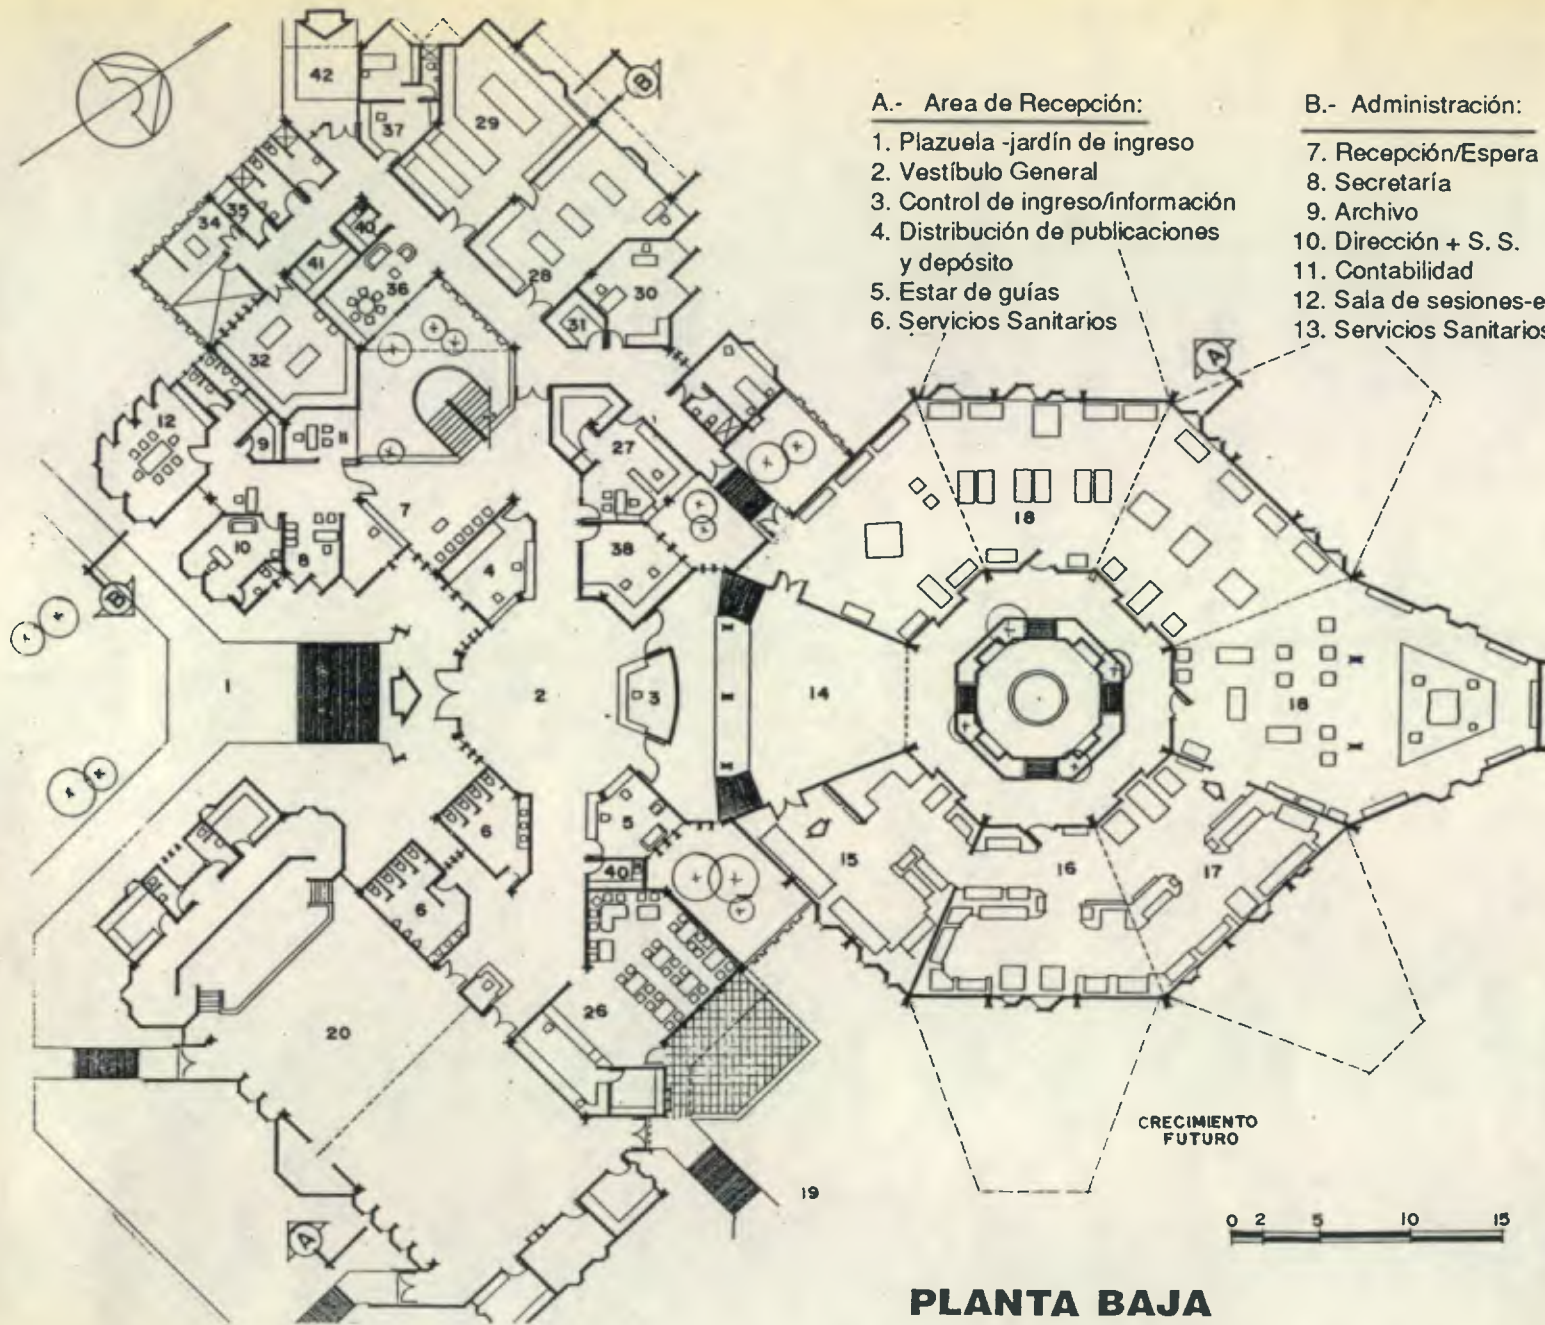 A.- Area de Recepción:
1. Plazuela -jardín de ingreso
2. Vestíbulo General
3. Control de ingreso/información
4. Distribución de publicaciones
y depósito
5. Estar de guías
6. Servicios Sanitarios
B.- Administración:
7. Recepción/Espera
8. Secretaría
9. Archivo
10. Dirección + S. S.
11. Contabilidad
12. Sala de sesiones-e
13. Servicios Sanitarios
42
B
37
29
35
34
40
41
36
28
30
31
32
A
12
9
11
27
7
18
10
8
38
4
B
1
2
3
14
18
6
5
15
16
17
40
6
26
20
CRECIMIENTO
FUTURO
19
A
0 2 5 10 15
PLANTA BAJA